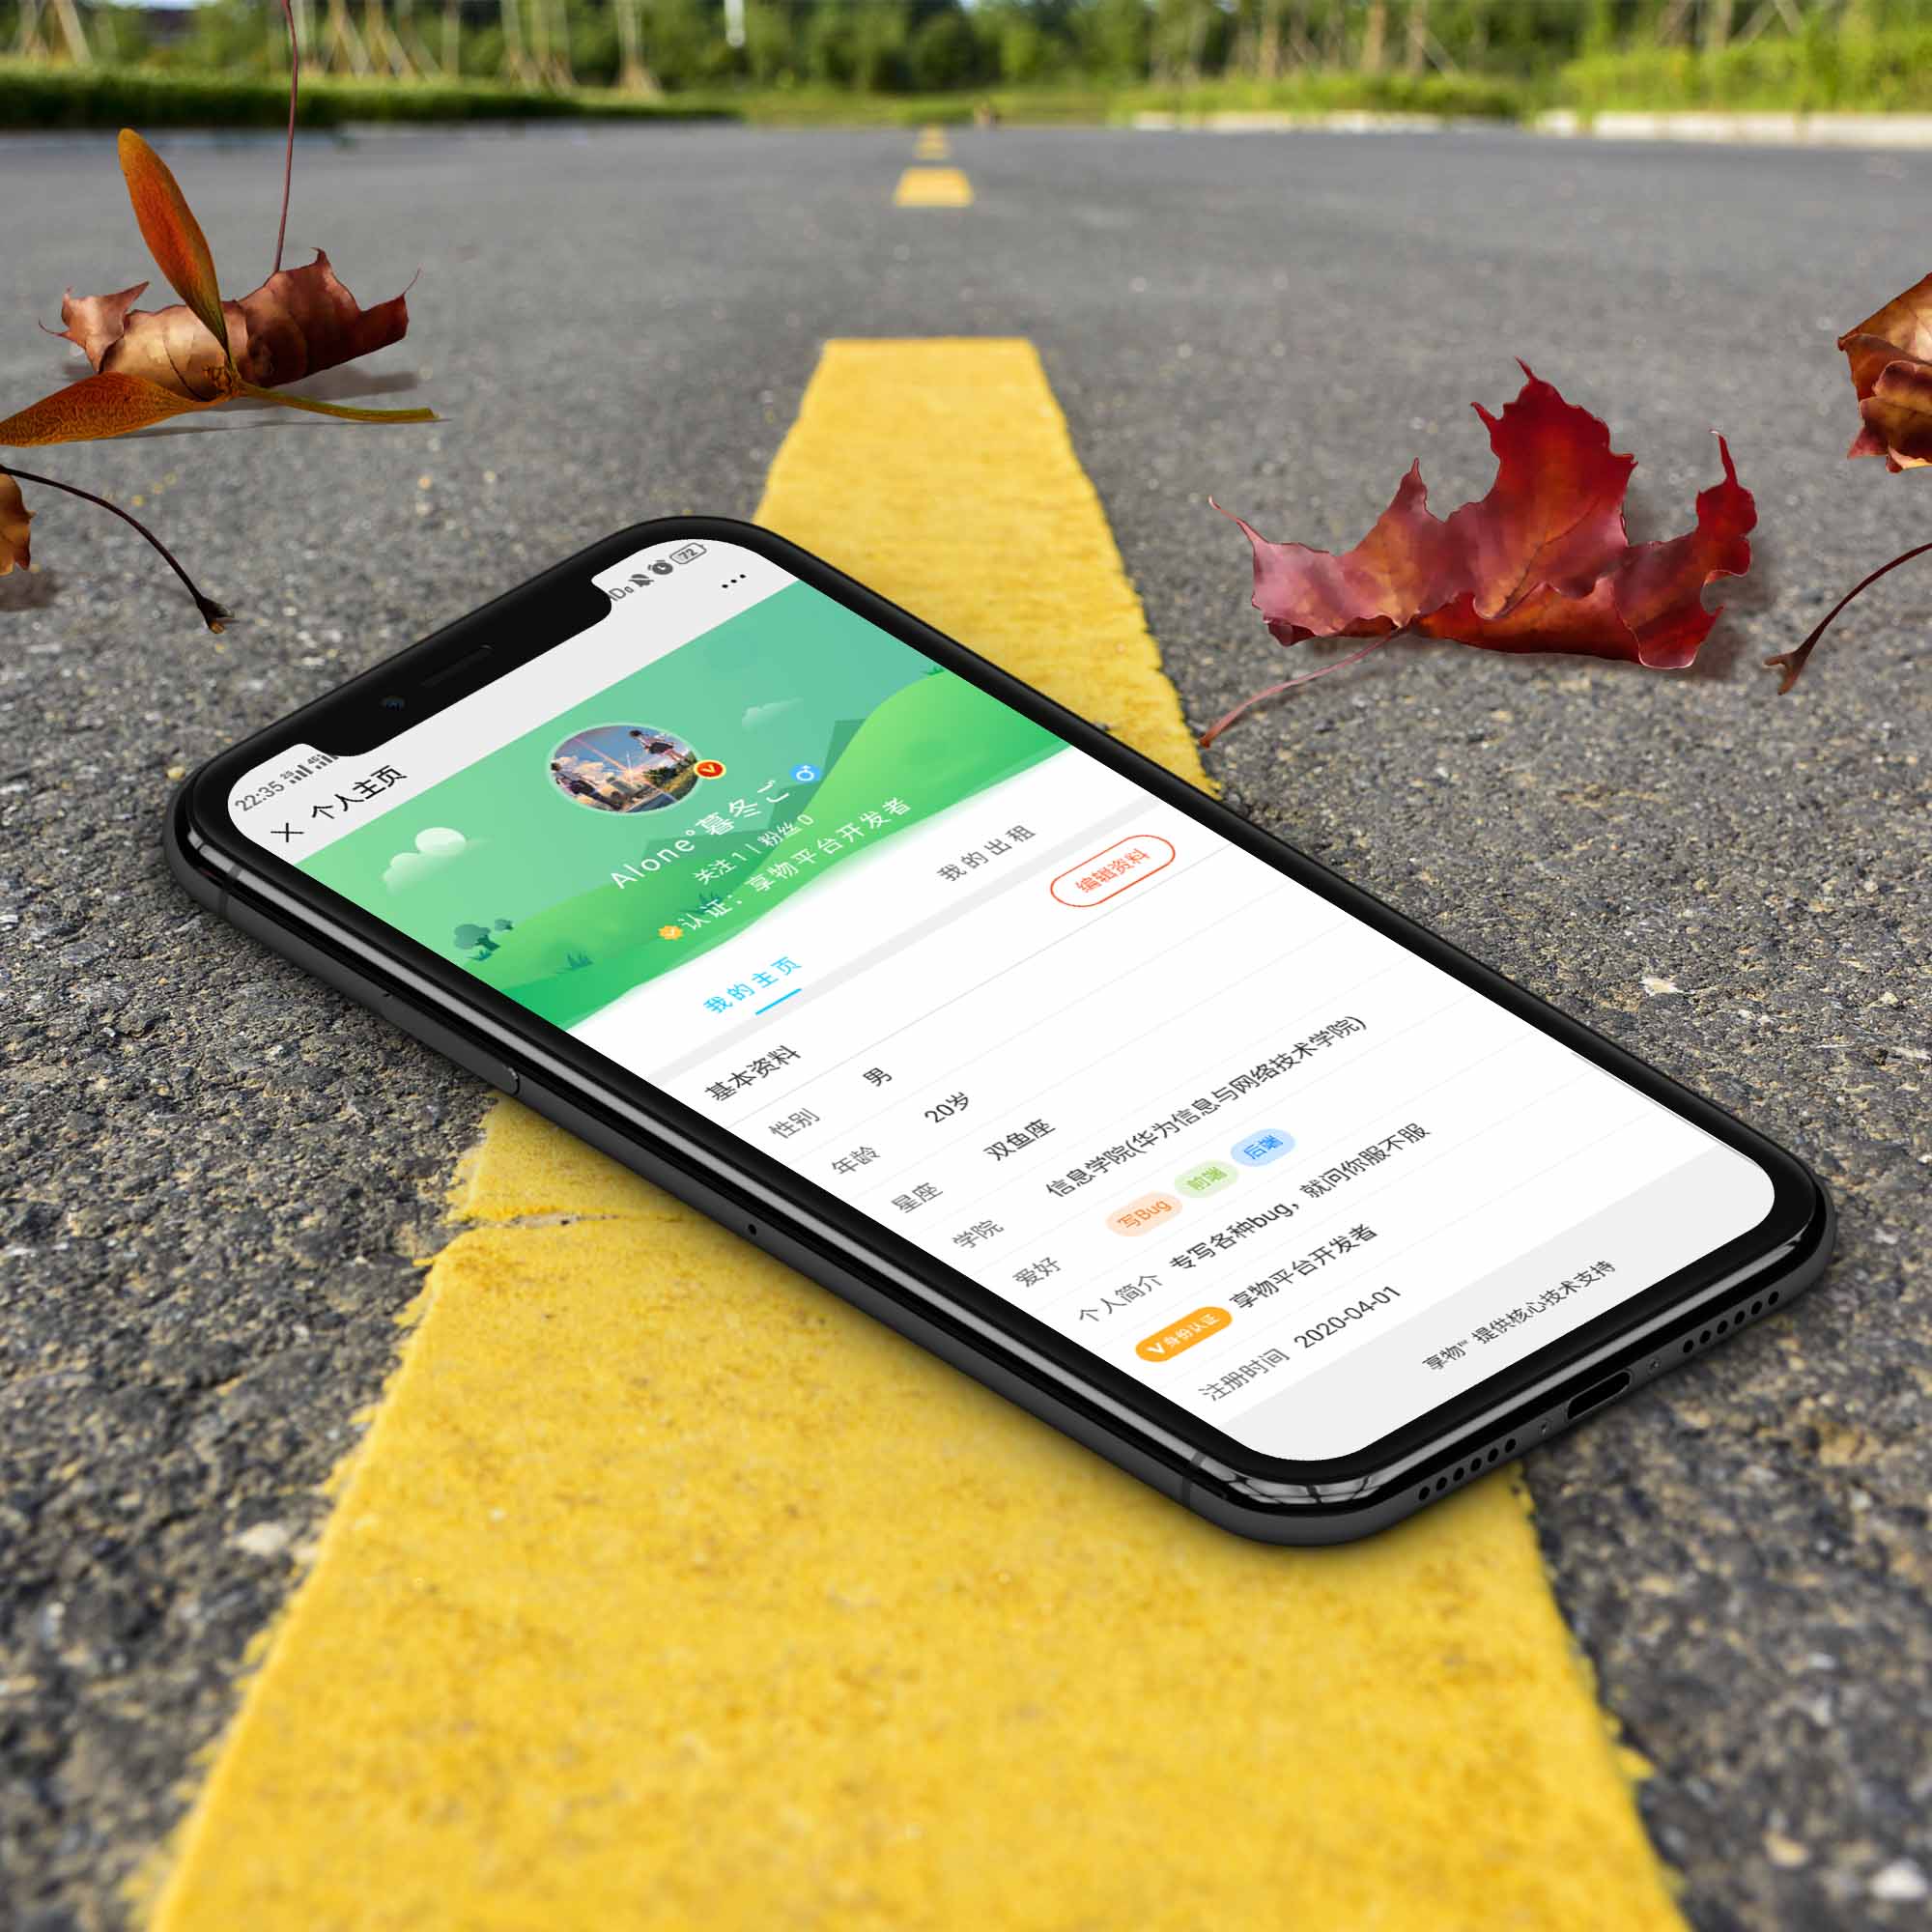 22:35 2G 4G HD 72
个人主页
Alone°暮冬ご
关注 1 | 粉丝 0
认证：享物平台开发者
我的主页 我的出租
基本资料 编辑资料
性别 男
年龄 20岁
星座 双鱼座
学院 信息学院(华为信息与网络技术学院)
爱好 写Bug 前端 后端
个人简介 专写各种bug，就问你服不服
V身份认证 享物平台开发者
注册时间 2020-04-01
享物™ 提供核心技术支持